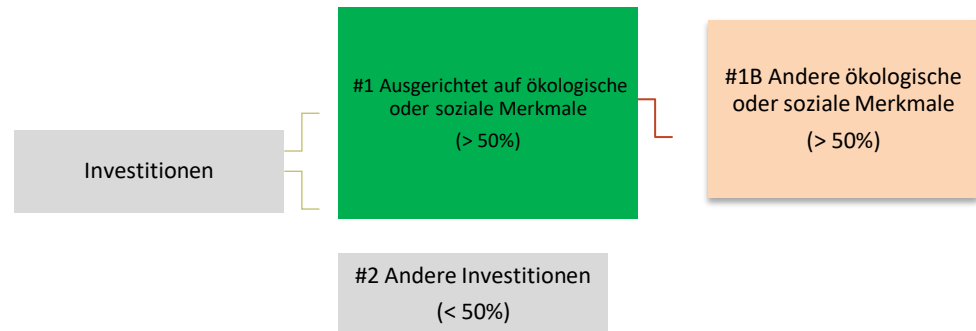 Investitionen
#1 Ausgerichtet auf ökologische
oder soziale Merkmale
(> 50%)
#1B Andere ökologische
oder soziale Merkmale
(> 50%)
#2 Andere Investitionen
(< 50%)